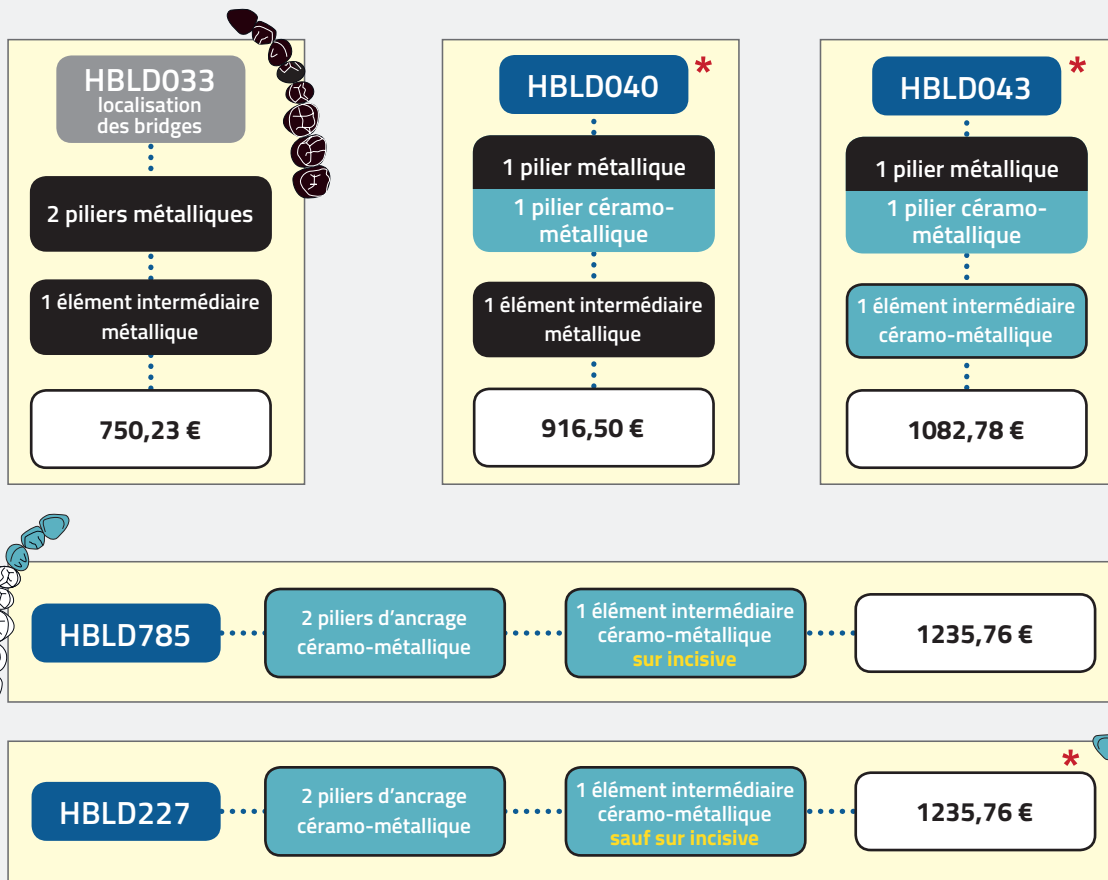 HBLD033
localisation
des bridges
2 piliers métalliques
1 élément intermédiaire
métallique
750,23 €
HBLD040
*
1 pilier métallique
1 pilier céramo-
métallique
1 élément intermédiaire
métallique
916,50 €
HBLD043
*
1 pilier métallique
1 pilier céramo-
métallique
1 élément intermédiaire
céramo-métallique
1082,78 €
HBLD785
2 piliers d’ancrage
céramo-métallique
1 élément intermédiaire
céramo-métallique
sur incisive
1235,76 €
HBLD227
2 piliers d’ancrage
céramo-métallique
1 élément intermédiaire
céramo-métallique
sauf sur incisive
*
1235,76 €